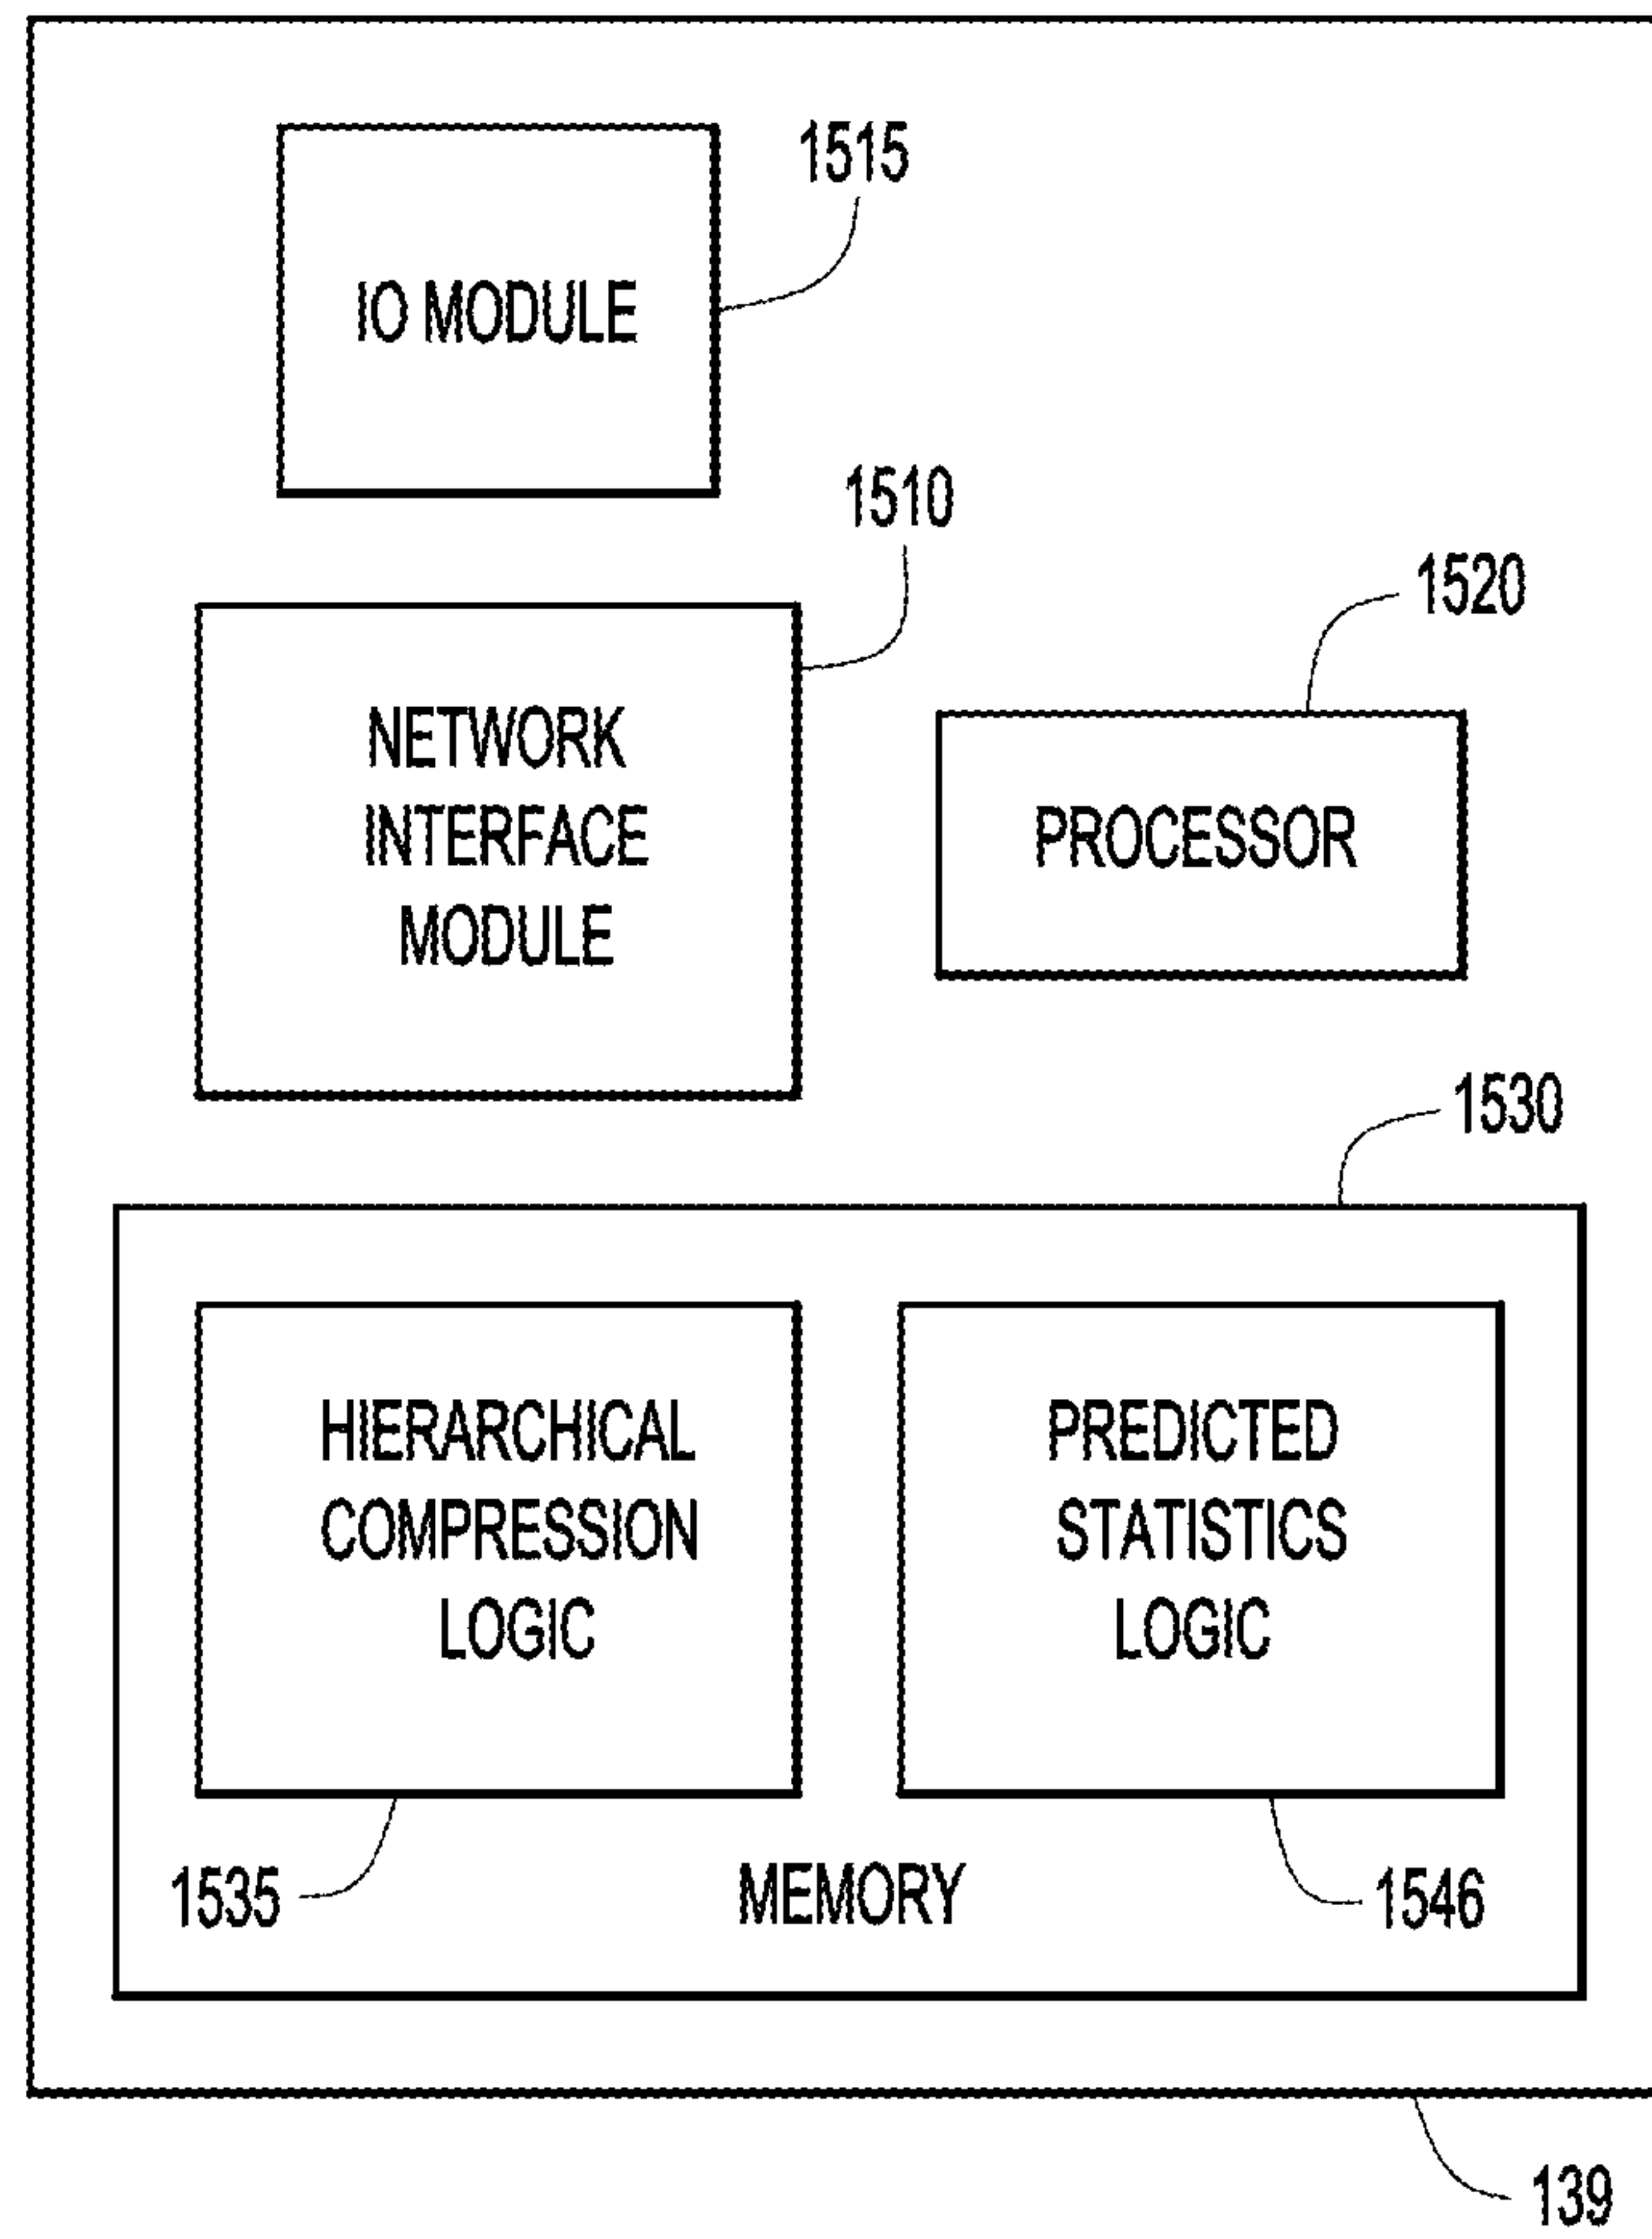 1515
IO MODULE
1510
1520
NETWORK
INTERFACE
MODULE
PROCESSOR
1530
HIERARCHICAL
COMPRESSION
LOGIC
PREDICTED
STATISTICS
LOGIC
1535
MEMORY
1546
139